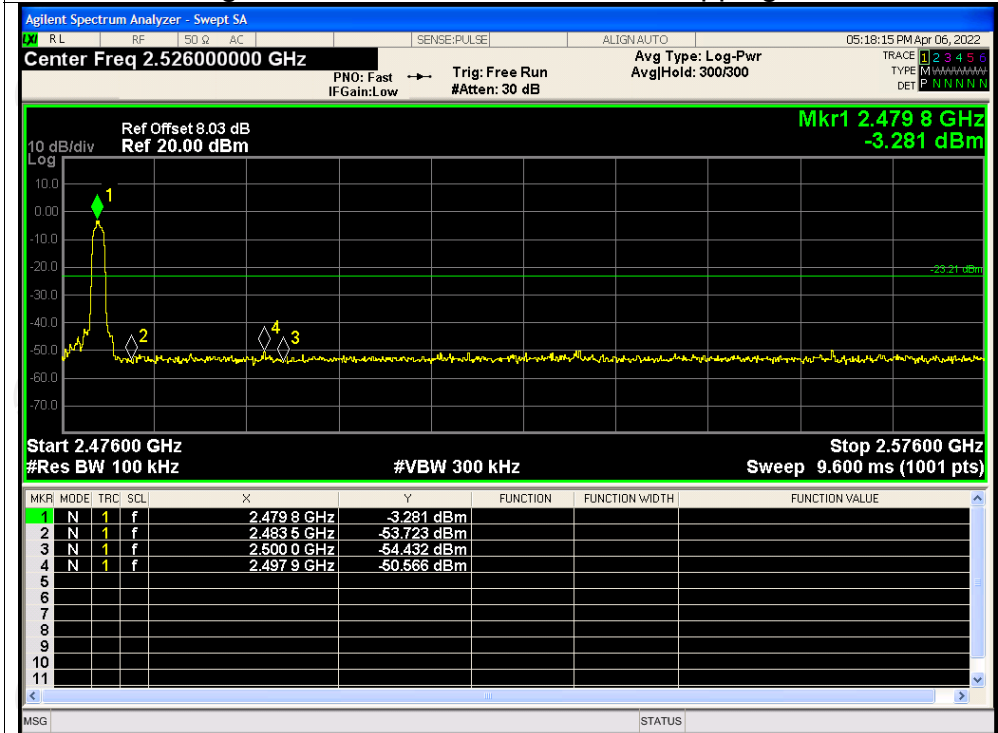 Agilent Spectrum Analyzer - Swept SA
LXI RL RF 50 Ω AC SENSE:PULSE ALIGN AUTO 05:18:15 PM Apr 06, 2022
Center Freq 2.526000000 GHz
PNO: Fast Trig: Free Run
IFGain:Low #Atten: 30 dB
Avg Type: Log-Pwr
Avg|Hold: 300/300
TRACE 1 2 3 4 5 6
TYPE M
DET P N N N N N
Mkr1 2.479 8 GHz
-3.281 dBm
Ref Offset 8.03 dB
10 dB/div Ref 20.00 dBm
Log
10.0
0.00
-10.0
-20.0
-30.0
-40.0
-50.0
-60.0
-70.0
1
2
4
3
-23.21 dBm
Start 2.47600 GHz Stop 2.57600 GHz
#Res BW 100 kHz #VBW 300 kHz Sweep 9.600 ms (1001 pts)
MKR MODE TRC SCL X Y FUNCTION FUNCTION WIDTH FUNCTION VALUE
1 N 1 f 2.479 8 GHz -3.281 dBm
2 N 1 f 2.483 5 GHz -53.723 dBm
3 N 1 f 2.500 0 GHz -54.432 dBm
4 N 1 f 2.497 9 GHz -50.566 dBm
5
6
7
8
9
10
11
MSG STATUS